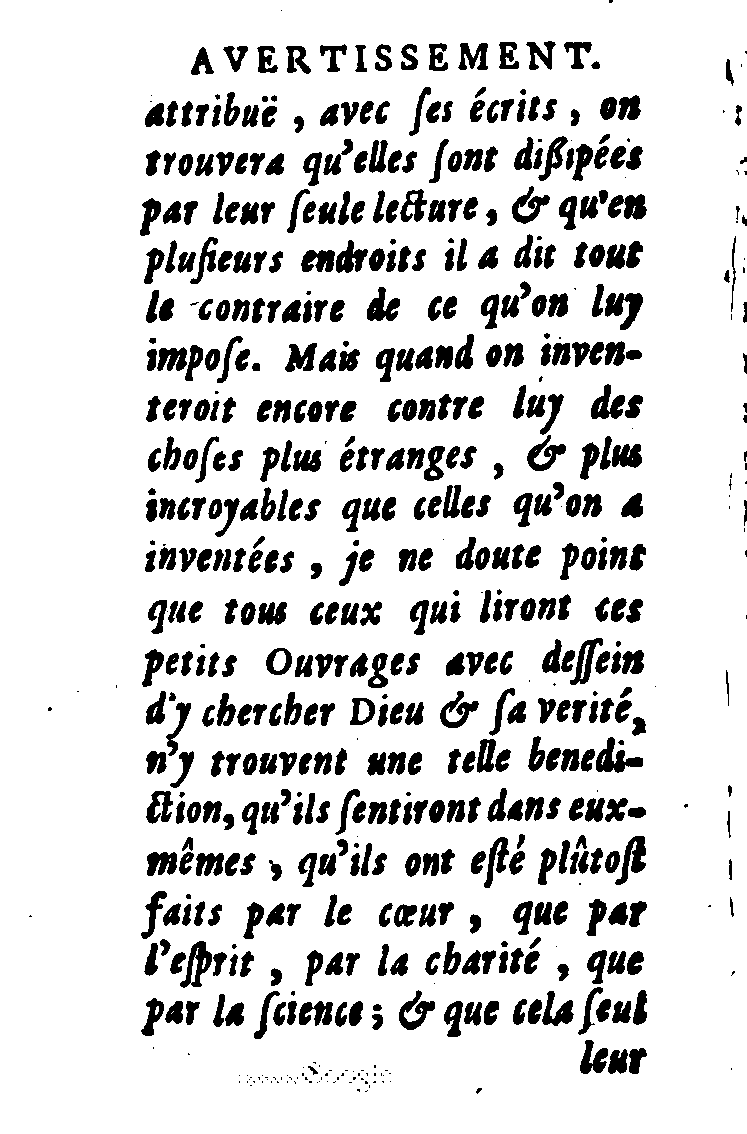 AVERTISSEMENT.
attribuë , avec ſes écrits , on
trouvera qu'elles ſont dißipées
par leur ſeule lecture, & qu'en
pluſieurs endroits il a dit tout
le contraire de ce qu'on luy
impoſe. Mais quand on inven-
teroit encore contre luy des
choſes plus étranges , & plus
incroyables que celles qu'on a
inventées , je ne doute point
que tous ceux qui liront ces
petits Ouvrages avec deſſein
d'y chercher Dieu & ſa verité,
n'y trouvent une telle benedi-
ction, qu'ils ſentiront dans eux-
mêmes , qu'ils ont eſté plûtoſt
faits par le cœur , que par
l'eſprit , par la charité , que
par la ſcience ; & que cela ſeul
leur
Google